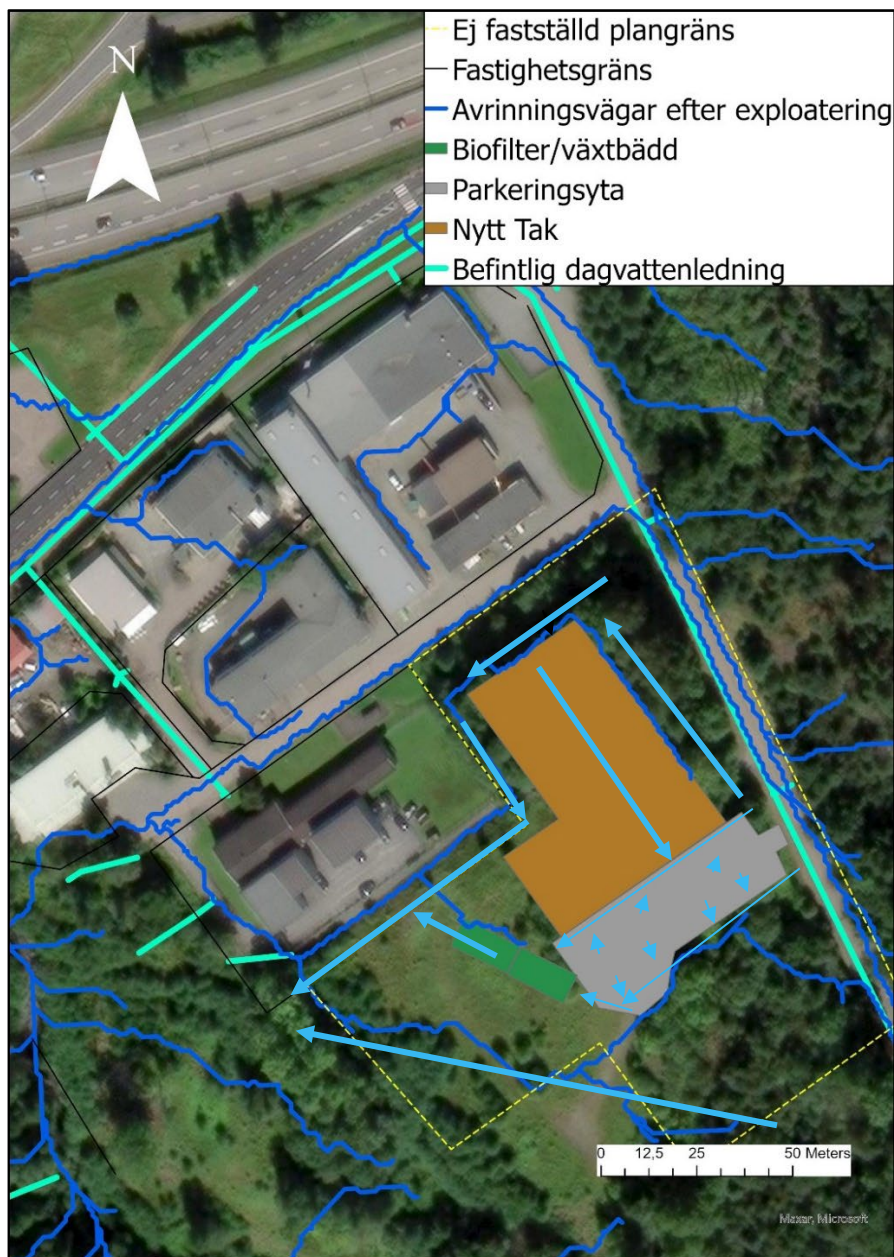 Ej fastställd plangräns
Fastighetsgräns
Avrinningsvägar efter exploatering
Biofilter/växtbädd
Parkeringsyta
Nytt Tak
Befintlig dagvattenledning
N
0 12,5 25 50 Meters
Maxar, Microsoft